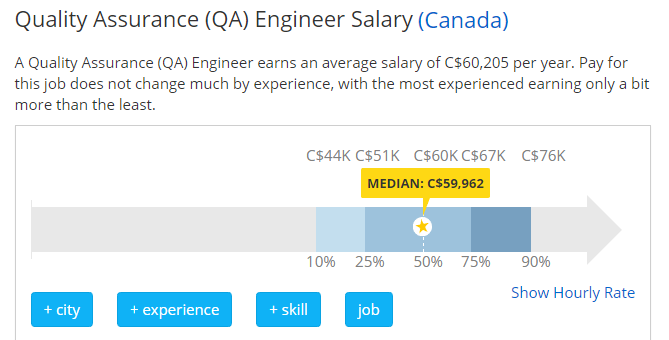 Quality Assurance (QA) Engineer Salary (Canada)
A Quality Assurance (QA) Engineer earns an average salary of C$60,205 per year. Pay for
this job does not change much by experience, with the most experienced earning only a bit
more than the least.
C$44K C$51K C$60K C$67K C$76K
MEDIAN: C$59,962
10% 25% 50% 75% 90%
Show Hourly Rate
+ city + experience + skill job